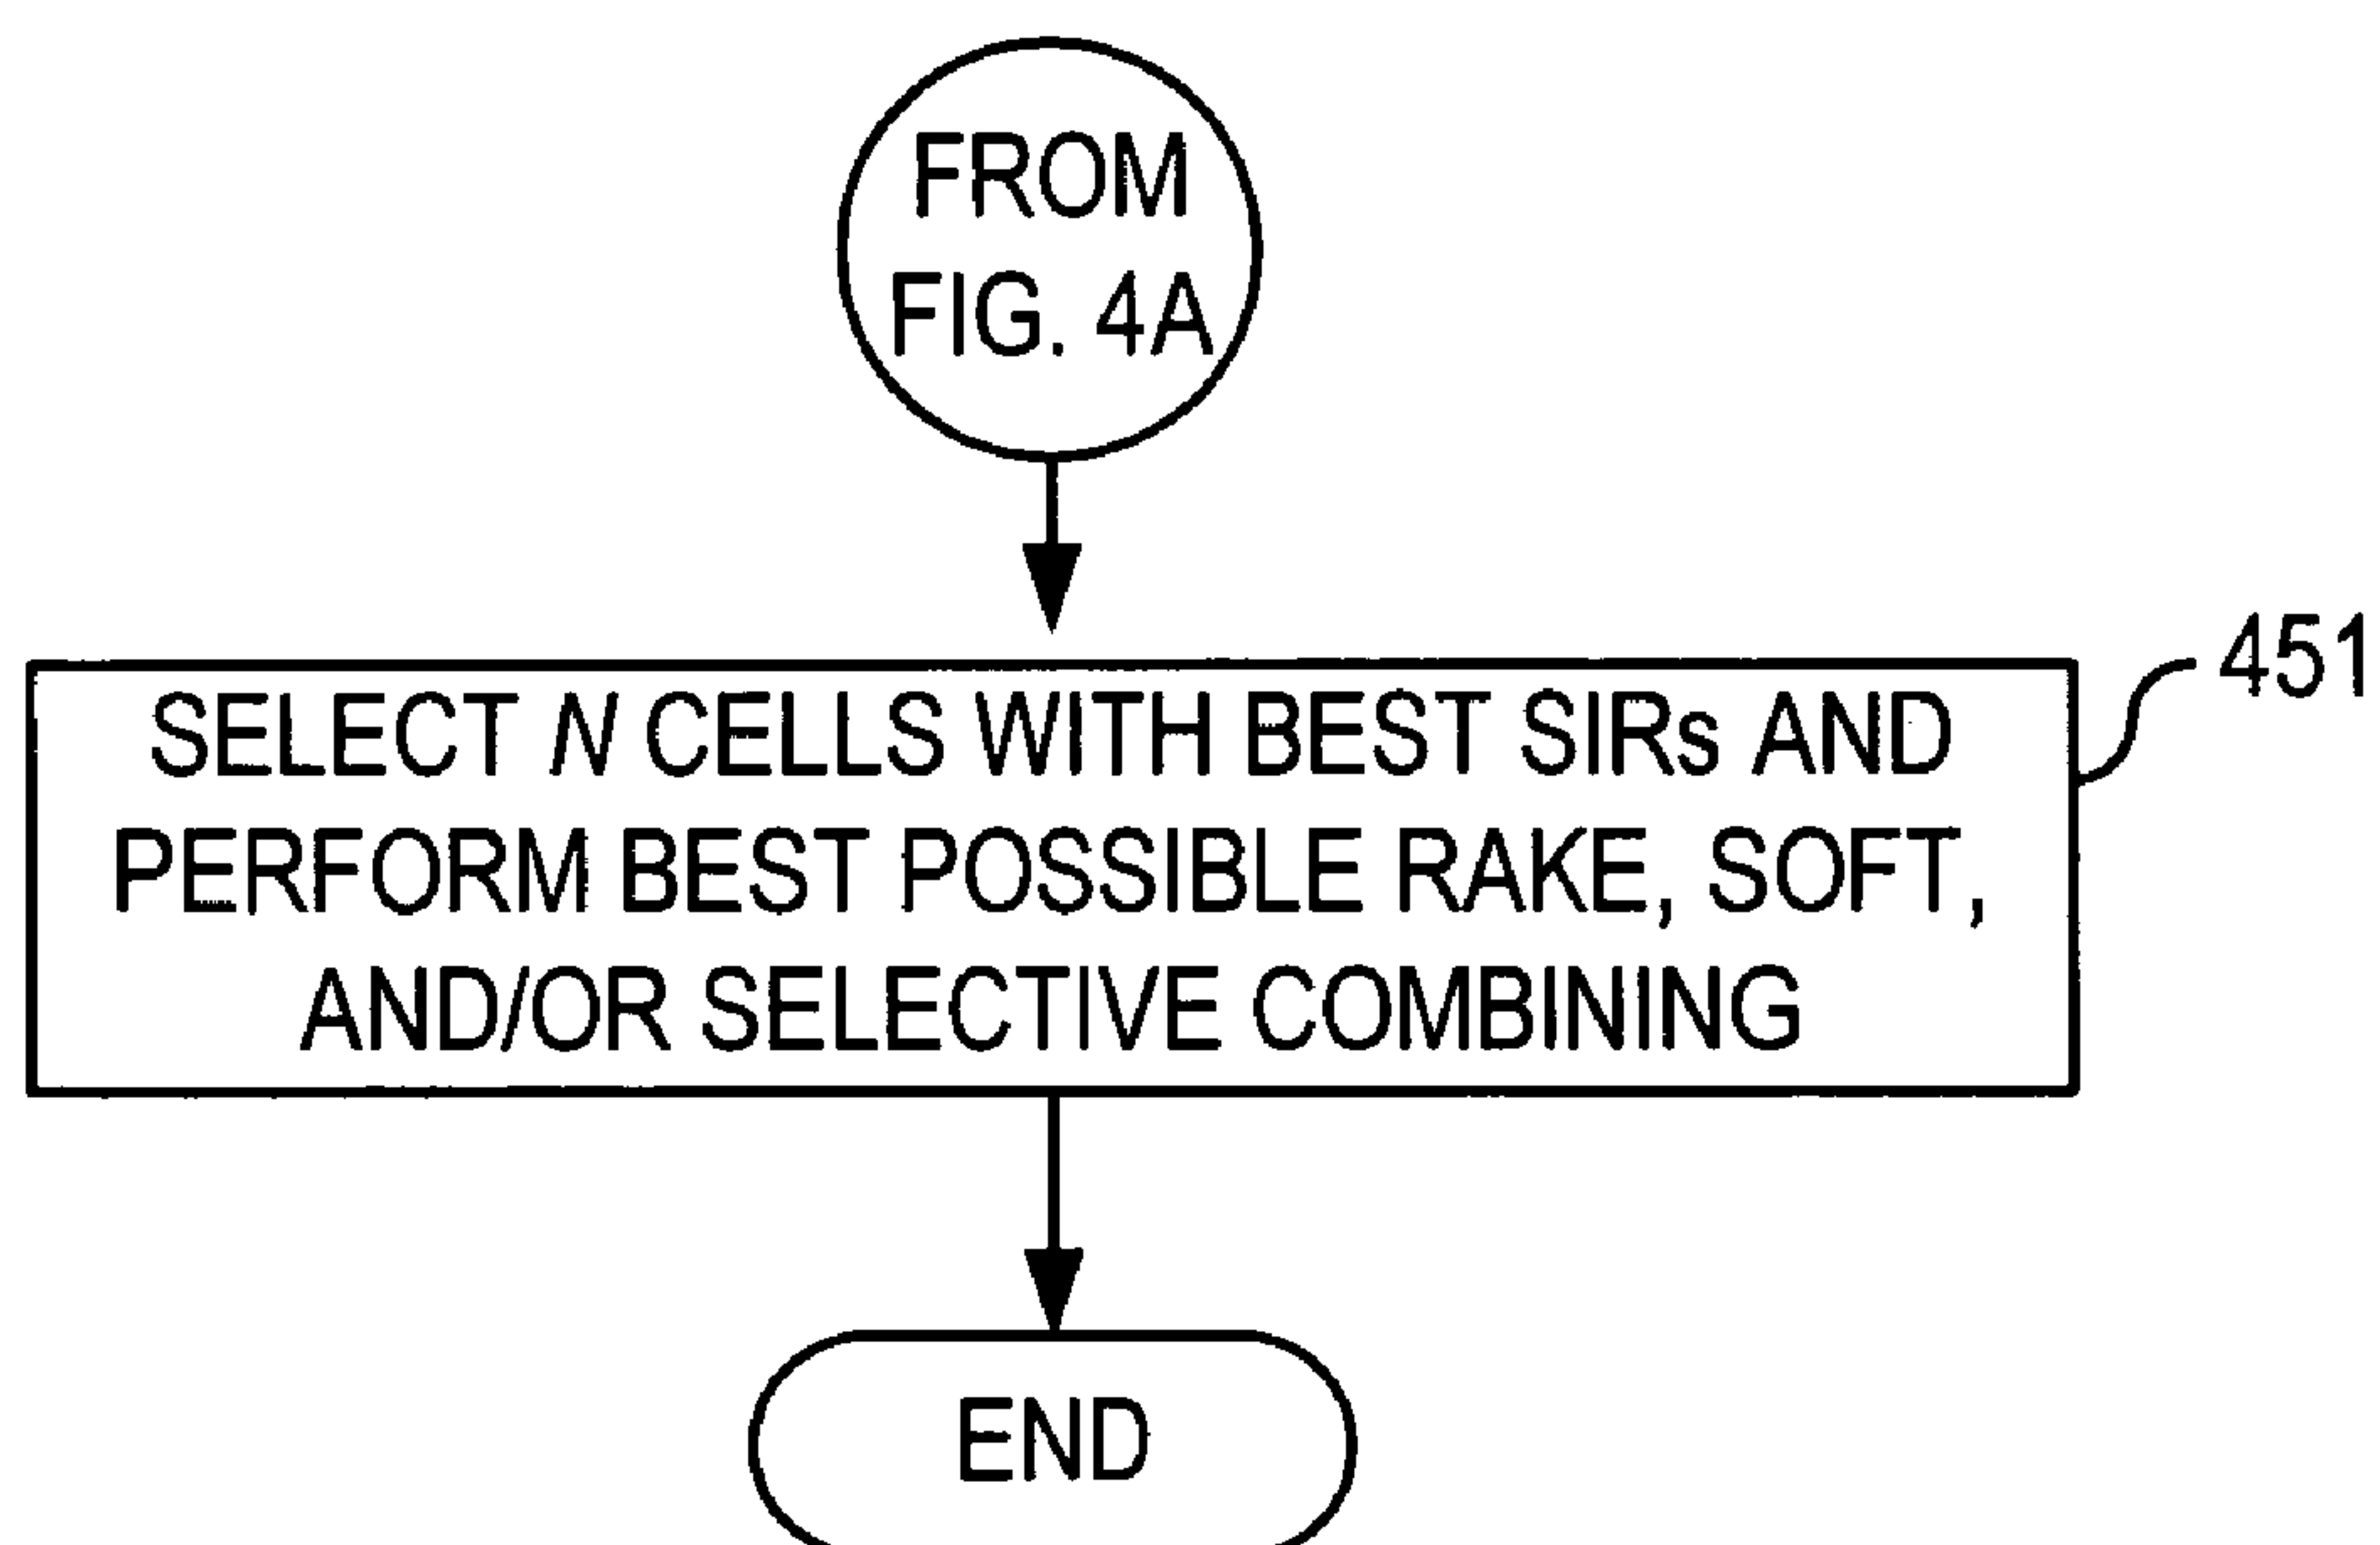 FROM
FIG. 4A
451
SELECT N CELLS WITH BEST SIRs AND
PERFORM BEST POSSIBLE RAKE, SOFT,
AND/OR SELECTIVE COMBINING
END